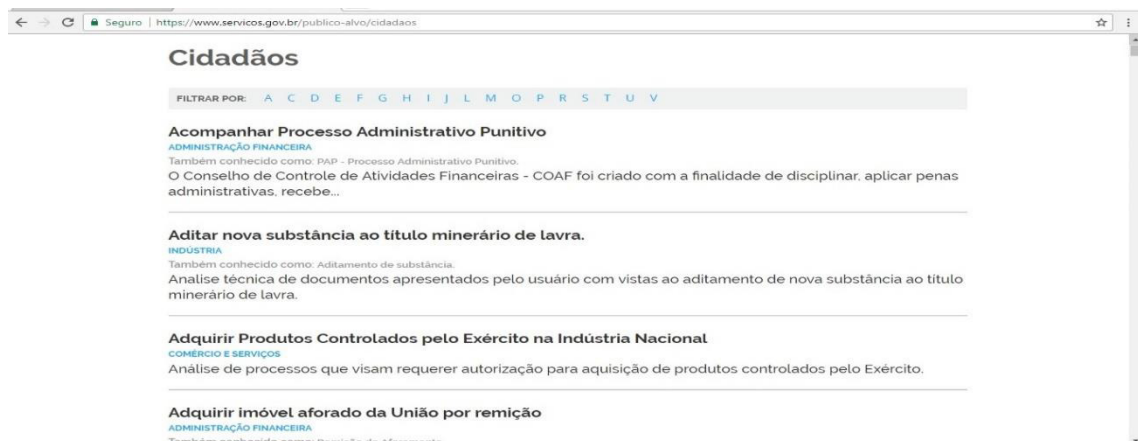 Seguro | https://www.servicos.gov.br/publico-alvo/cidadaos
Cidadãos
FILTRAR POR: A C D E F G H I J L M O P R S T U V
Acompanhar Processo Administrativo Punitivo
ADMINISTRAÇÃO FINANCEIRA
Também conhecido como: PAP - Processo Administrativo Punitivo.
O Conselho de Controle de Atividades Financeiras - COAF foi criado com a finalidade de disciplinar, aplicar penas
administrativas, recebe...
Aditar nova substância ao título minerário de lavra.
INDÚSTRIA
Também conhecido como: Aditamento de substância.
Analise técnica de documentos apresentados pelo usuário com vistas ao aditamento de nova substância ao título
minerário de lavra.
Adquirir Produtos Controlados pelo Exército na Indústria Nacional
COMÉRCIO E SERVIÇOS
Análise de processos que visam requerer autorização para aquisição de produtos controlados pelo Exército.
Adquirir imóvel aforado da União por remição
ADMINISTRAÇÃO FINANCEIRA
Também conhecido como: